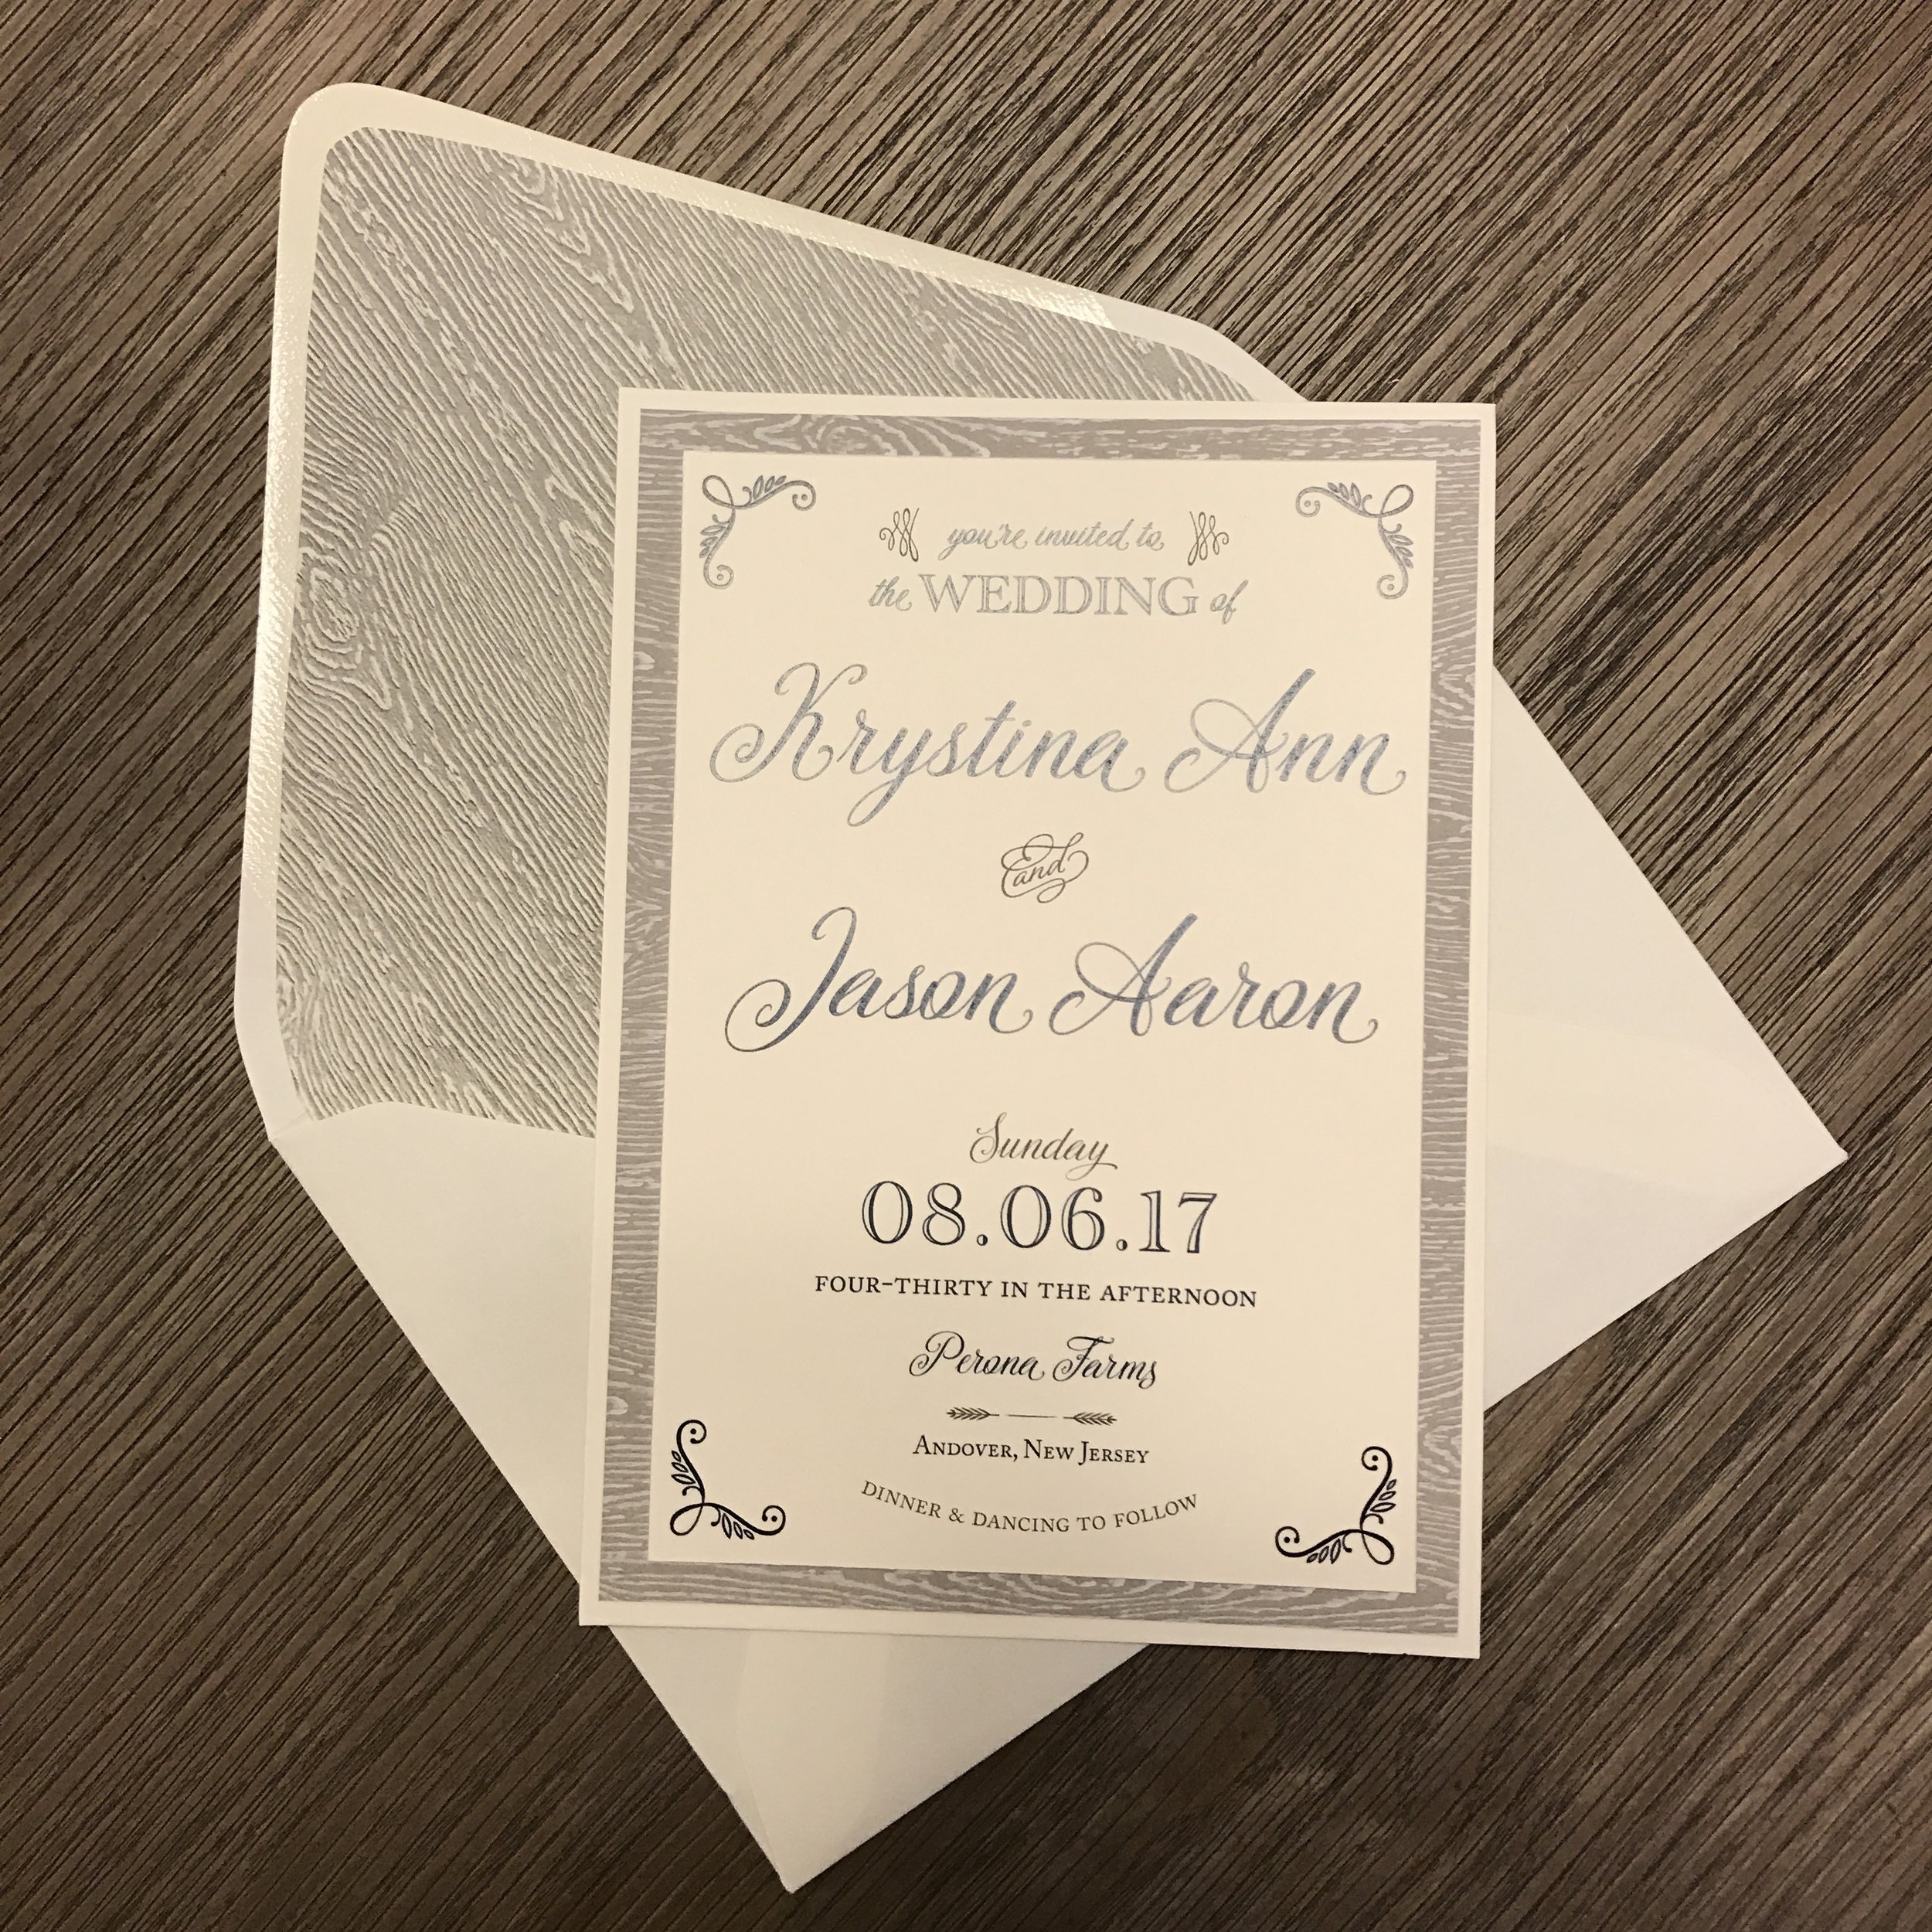 you're invited to
the WEDDING of
Krystina Ann
and
Jason Aaron
Sunday
08.06.17
FOUR-THIRTY IN THE AFTERNOON
Perona Farms
ANDOVER, NEW JERSEY
DINNER & DANCING TO FOLLOW